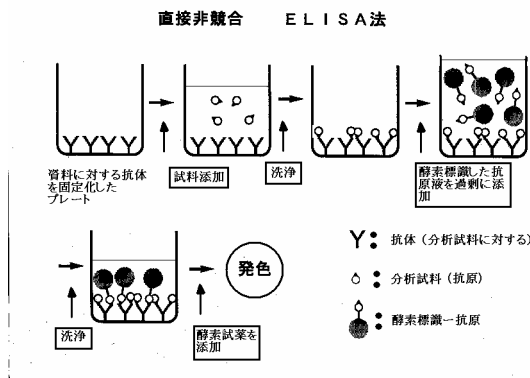 直接非競合　ＥＬＩＳＡ法
資料に対する抗体
を固定化した
プレート
試料添加
洗浄
酵素標識した抗
原液を過剰に添
加
洗浄
酵素試薬を
添加
発色
抗体（分析試料に対する）
分析試料（抗原）
酵素標識ー抗原